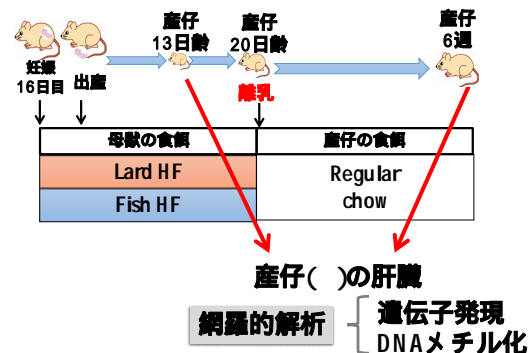 産仔
13日齢
産仔
20日齢
産仔
6週
妊娠
16日目
出産
離乳
母獣の食餌
産仔の食餌
Lard HF
Fish HF
Regular
chow
産仔( )の肝臓
網羅的解析
遺伝子発現
DNAメチル化